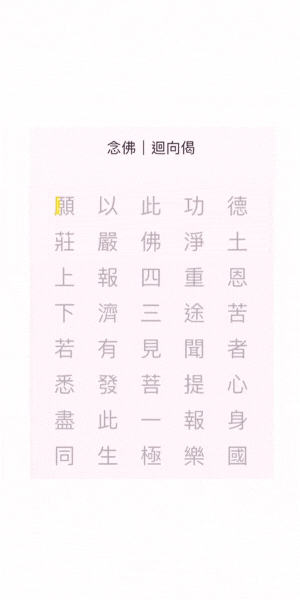 念佛｜迴向偈
願以此功德
莊嚴佛淨土
上報四重恩
下濟三途苦
若有見聞者
悉發菩提心
盡此一報身
同生極樂國